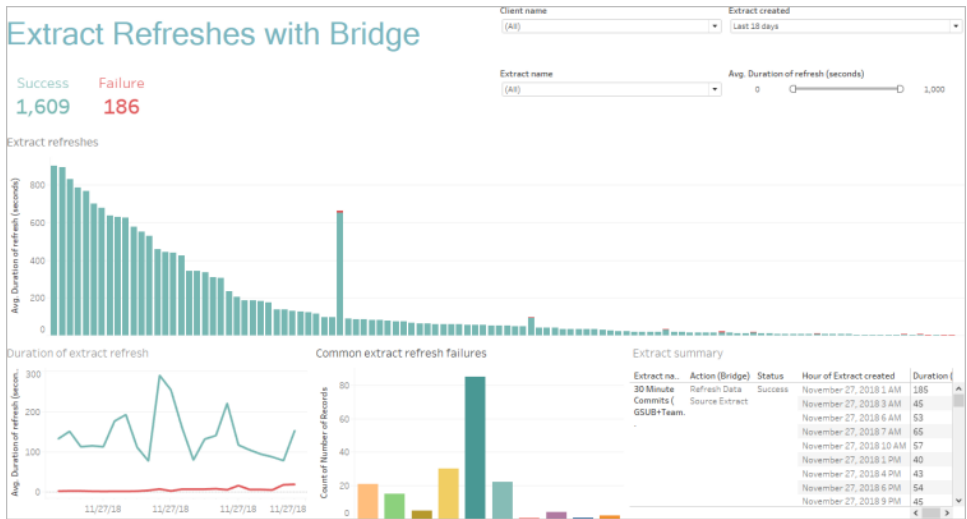 Client name
Extract created
Extract Refreshes with Bridge
(All)
Last 18 days
Success
Failure
Extract name
Avg. Duration of refresh (seconds)
1,609
186
(All)
0
1,000
Extract refreshes
Avg. Duration of refresh (seconds)
800
600
400
200
0
Duration of extract refresh
Avg. Duration of refresh (secon..
300
200
100
0
11/27/18
11/27/18
11/27/18
11/27/18
Common extract refresh failures
Count of Number of Records
80
60
40
20
0
Extract summary
Extract na.. Action (Bridge) Status Hour of Extract created Duration (
30 Minute Refresh Data Success November 27, 2018 1 AM 185
Commits ( Source Extract November 27, 2018 3 AM 45
GSUB+Team. November 27, 2018 6 AM 53
. November 27, 2018 7 AM 65
November 27, 2018 10 AM 57
November 27, 2018 1 PM 40
November 27, 2018 4 PM 43
November 27, 2018 6 PM 54
November 27, 2018 9 PM 45